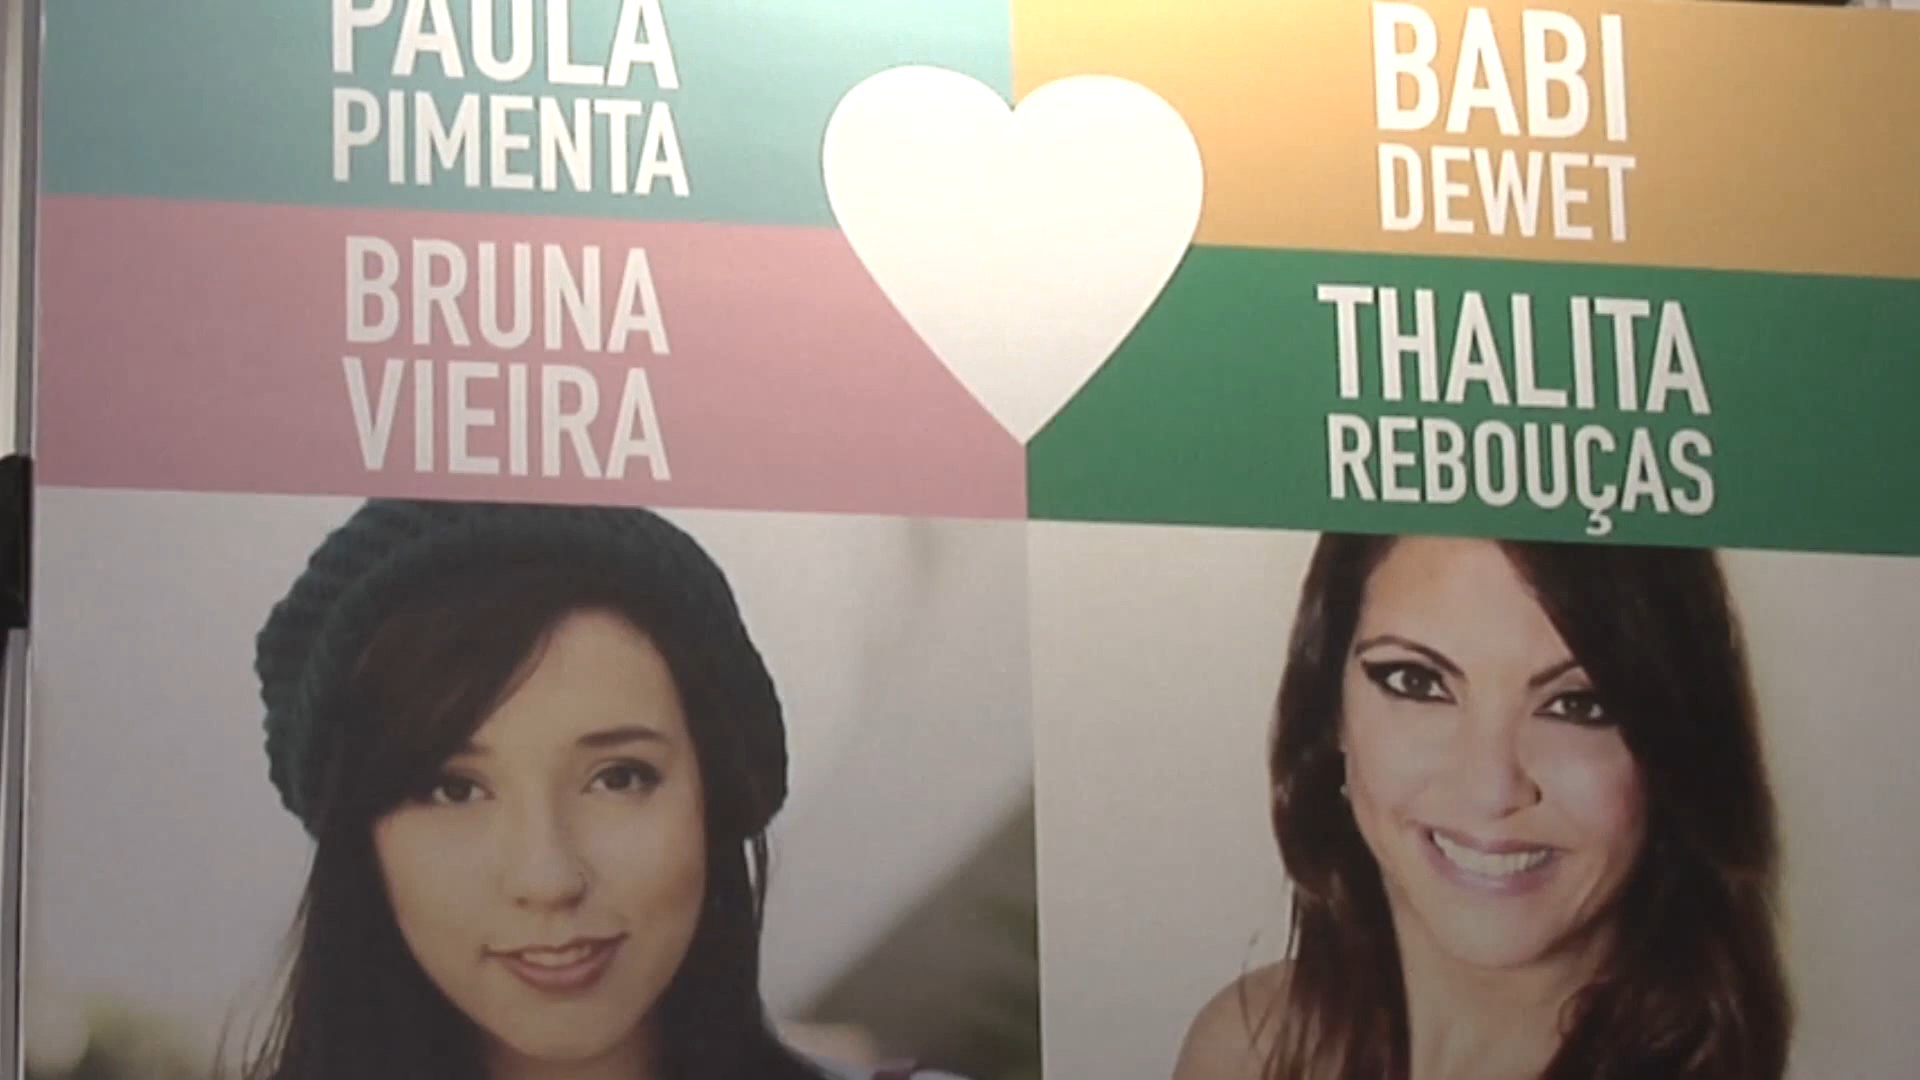 PAULA
PIMENTA
BRUNA
VIEIRA
BABI
DEWET
THALITA
REBOUÇAS